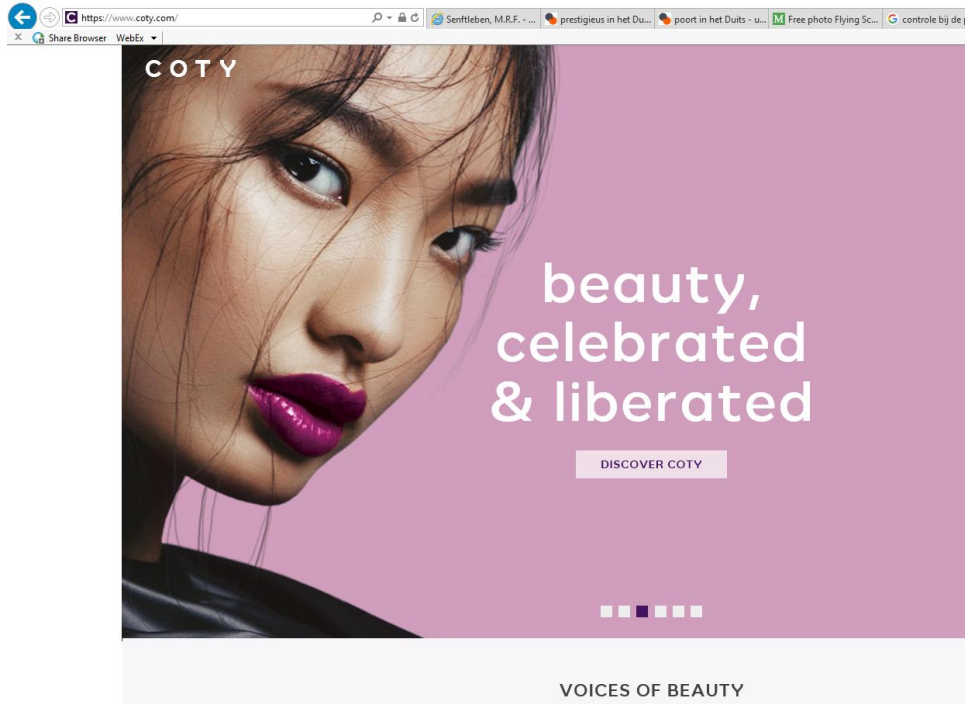 https://www.coty.com/
Senftleben, M.R.F. - ...
prestigieus in het Du...
poort in het Duits - u...
Free photo Flying Sc...
controle bij de
Share Browser
WebEx
COTY
beauty,
celebrated
& liberated
DISCOVER COTY
VOICES OF BEAUTY